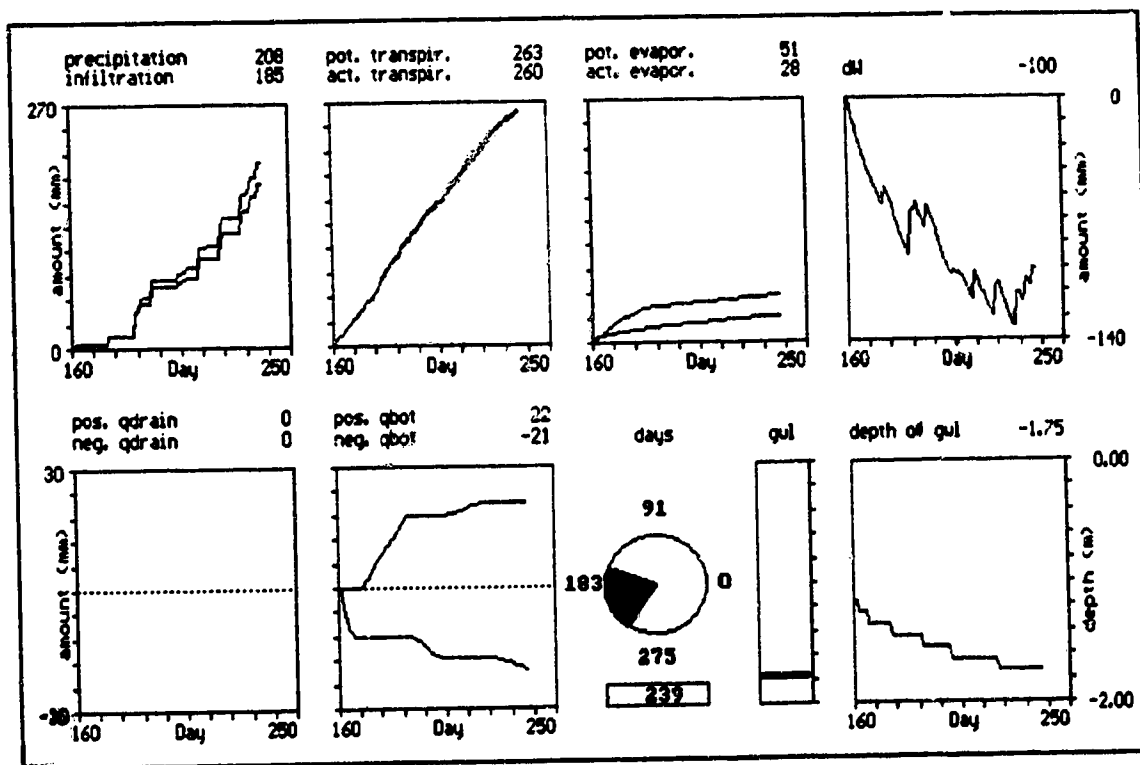 precipitation 208
infiltration 185
pot. transpir. 263
act. transpir. 260
pot. evapor. 51
act. evapor. 28
dW -100
270
amount (mm)
0
160 Day 250
160 Day 250
160 Day 250
0
amount (mm)
-140
160 Day 250
pos. qdrain 0
neg. qdrain 0
pos. qbot 22
neg. qbot -21
days
gwl
depth of gwl -1.75
30
amount (mm)
-30
160 Day 250
160 Day 250
91
183
0
275
239
0.00
depth (m)
-2.00
160 Day 250